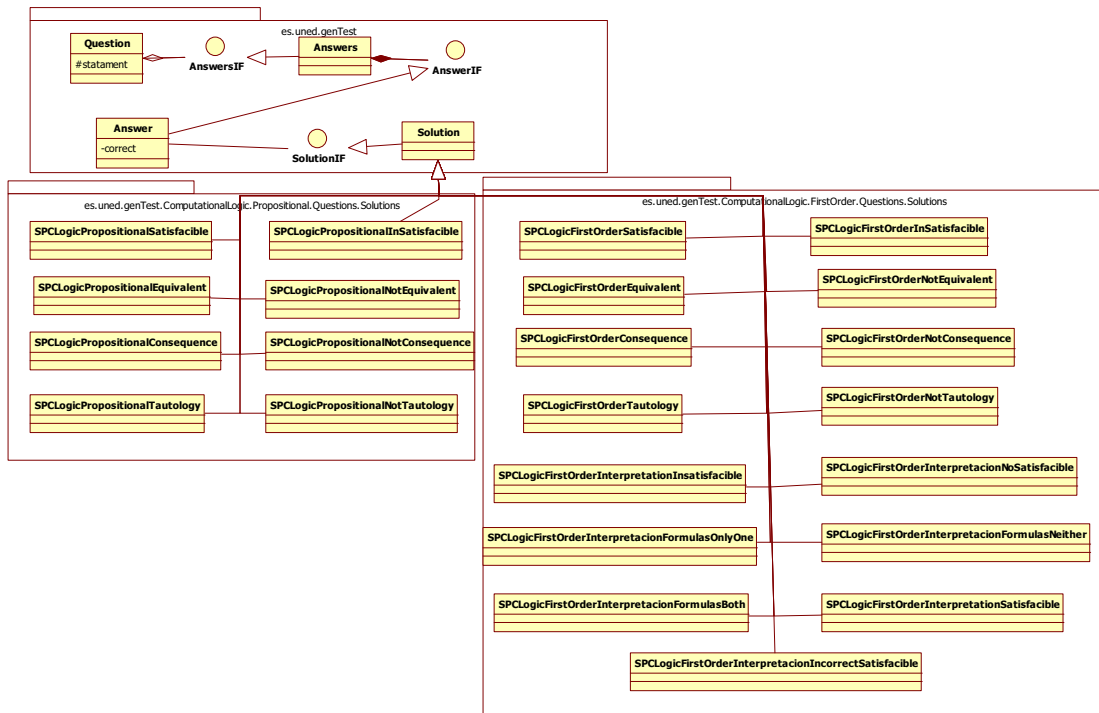 es.uned.genTest
Question
#statament
AnswersIF
Answers
AnswerIF
Answer
-correct
SolutionIF
Solution
es.uned.genTest.ComputationalLogic.Propositional.Questions.Solutions
SPCLogicPropositionalSatisfacible
SPCLogicPropositionalInSatisfacible
SPCLogicPropositionalEquivalent
SPCLogicPropositionalNotEquivalent
SPCLogicPropositionalConsequence
SPCLogicPropositionalNotConsequence
SPCLogicPropositionalTautology
SPCLogicPropositionalNotTautology
es.uned.genTest.ComputationalLogic.FirstOrder.Questions.Solutions
SPCLogicFirstOrderSatisfacible
SPCLogicFirstOrderInSatisfacible
SPCLogicFirstOrderEquivalent
SPCLogicFirstOrderNotEquivalent
SPCLogicFirstOrderConsequence
SPCLogicFirstOrderNotConsequence
SPCLogicFirstOrderTautology
SPCLogicFirstOrderNotTautology
SPCLogicFirstOrderInterpretationInsatisfacible
SPCLogicFirstOrderInterpretacionNoSatisfacible
SPCLogicFirstOrderInterpretacionFormulasOnlyOne
SPCLogicFirstOrderInterpretacionFormulasNeither
SPCLogicFirstOrderInterpretacionFormulasBoth
SPCLogicFirstOrderInterpretationSatisfacible
SPCLogicFirstOrderInterpretacionIncorrectSatisfacible